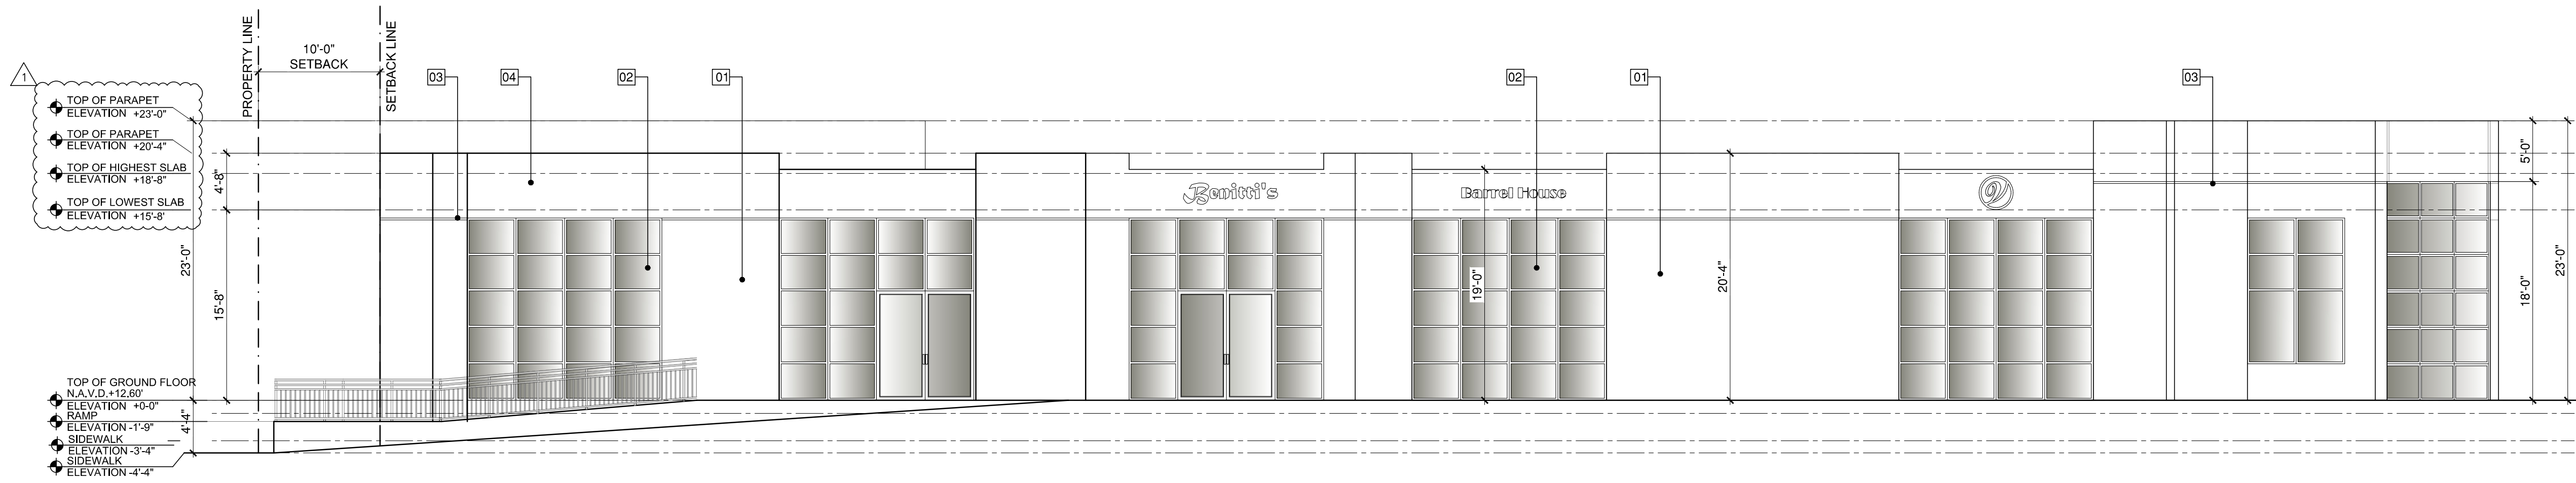 PROPERTY LINE
10'-0"
SETBACK
SETBACK LINE
1
TOP OF PARAPET
ELEVATION +23'-0"
TOP OF PARAPET
ELEVATION +20'-4"
TOP OF HIGHEST SLAB
ELEVATION +18'-8"
TOP OF LOWEST SLAB
ELEVATION +15'-8'
03
04
02
01
02
01
03
4'-8"
23'-0"
15'-8"
4'-4"
Benitti's
Barrel House
19'-0"
20'-4"
5'-0"
18'-0"
23'-0"
TOP OF GROUND FLOOR
N.A.V.D.+12.60'
ELEVATION +0-0"
RAMP
ELEVATION -1'-9"
SIDEWALK
ELEVATION -3'-4"
SIDEWALK
ELEVATION -4'-4"